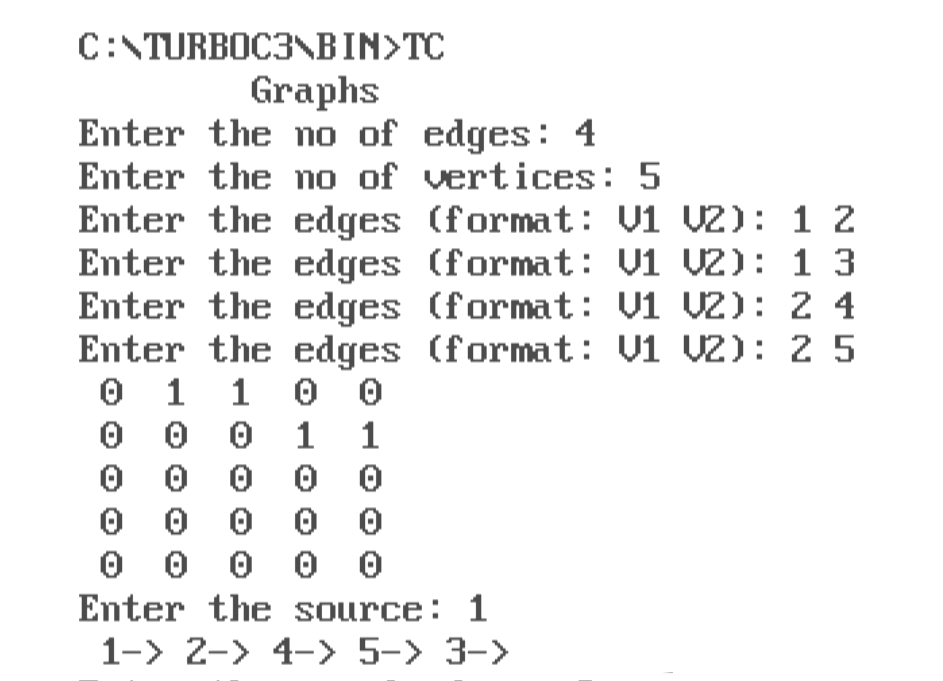 C:\TURBOC3\BIN>TC
Graphs
Enter the no of edges: 4
Enter the no of vertices: 5
Enter the edges (format: V1 V2): 1 2
Enter the edges (format: V1 V2): 1 3
Enter the edges (format: V1 V2): 2 4
Enter the edges (format: V1 V2): 2 5
0 1 1 0 0
0 0 0 1 1
0 0 0 0 0
0 0 0 0 0
0 0 0 0 0
Enter the source: 1
1-> 2-> 4-> 5-> 3->